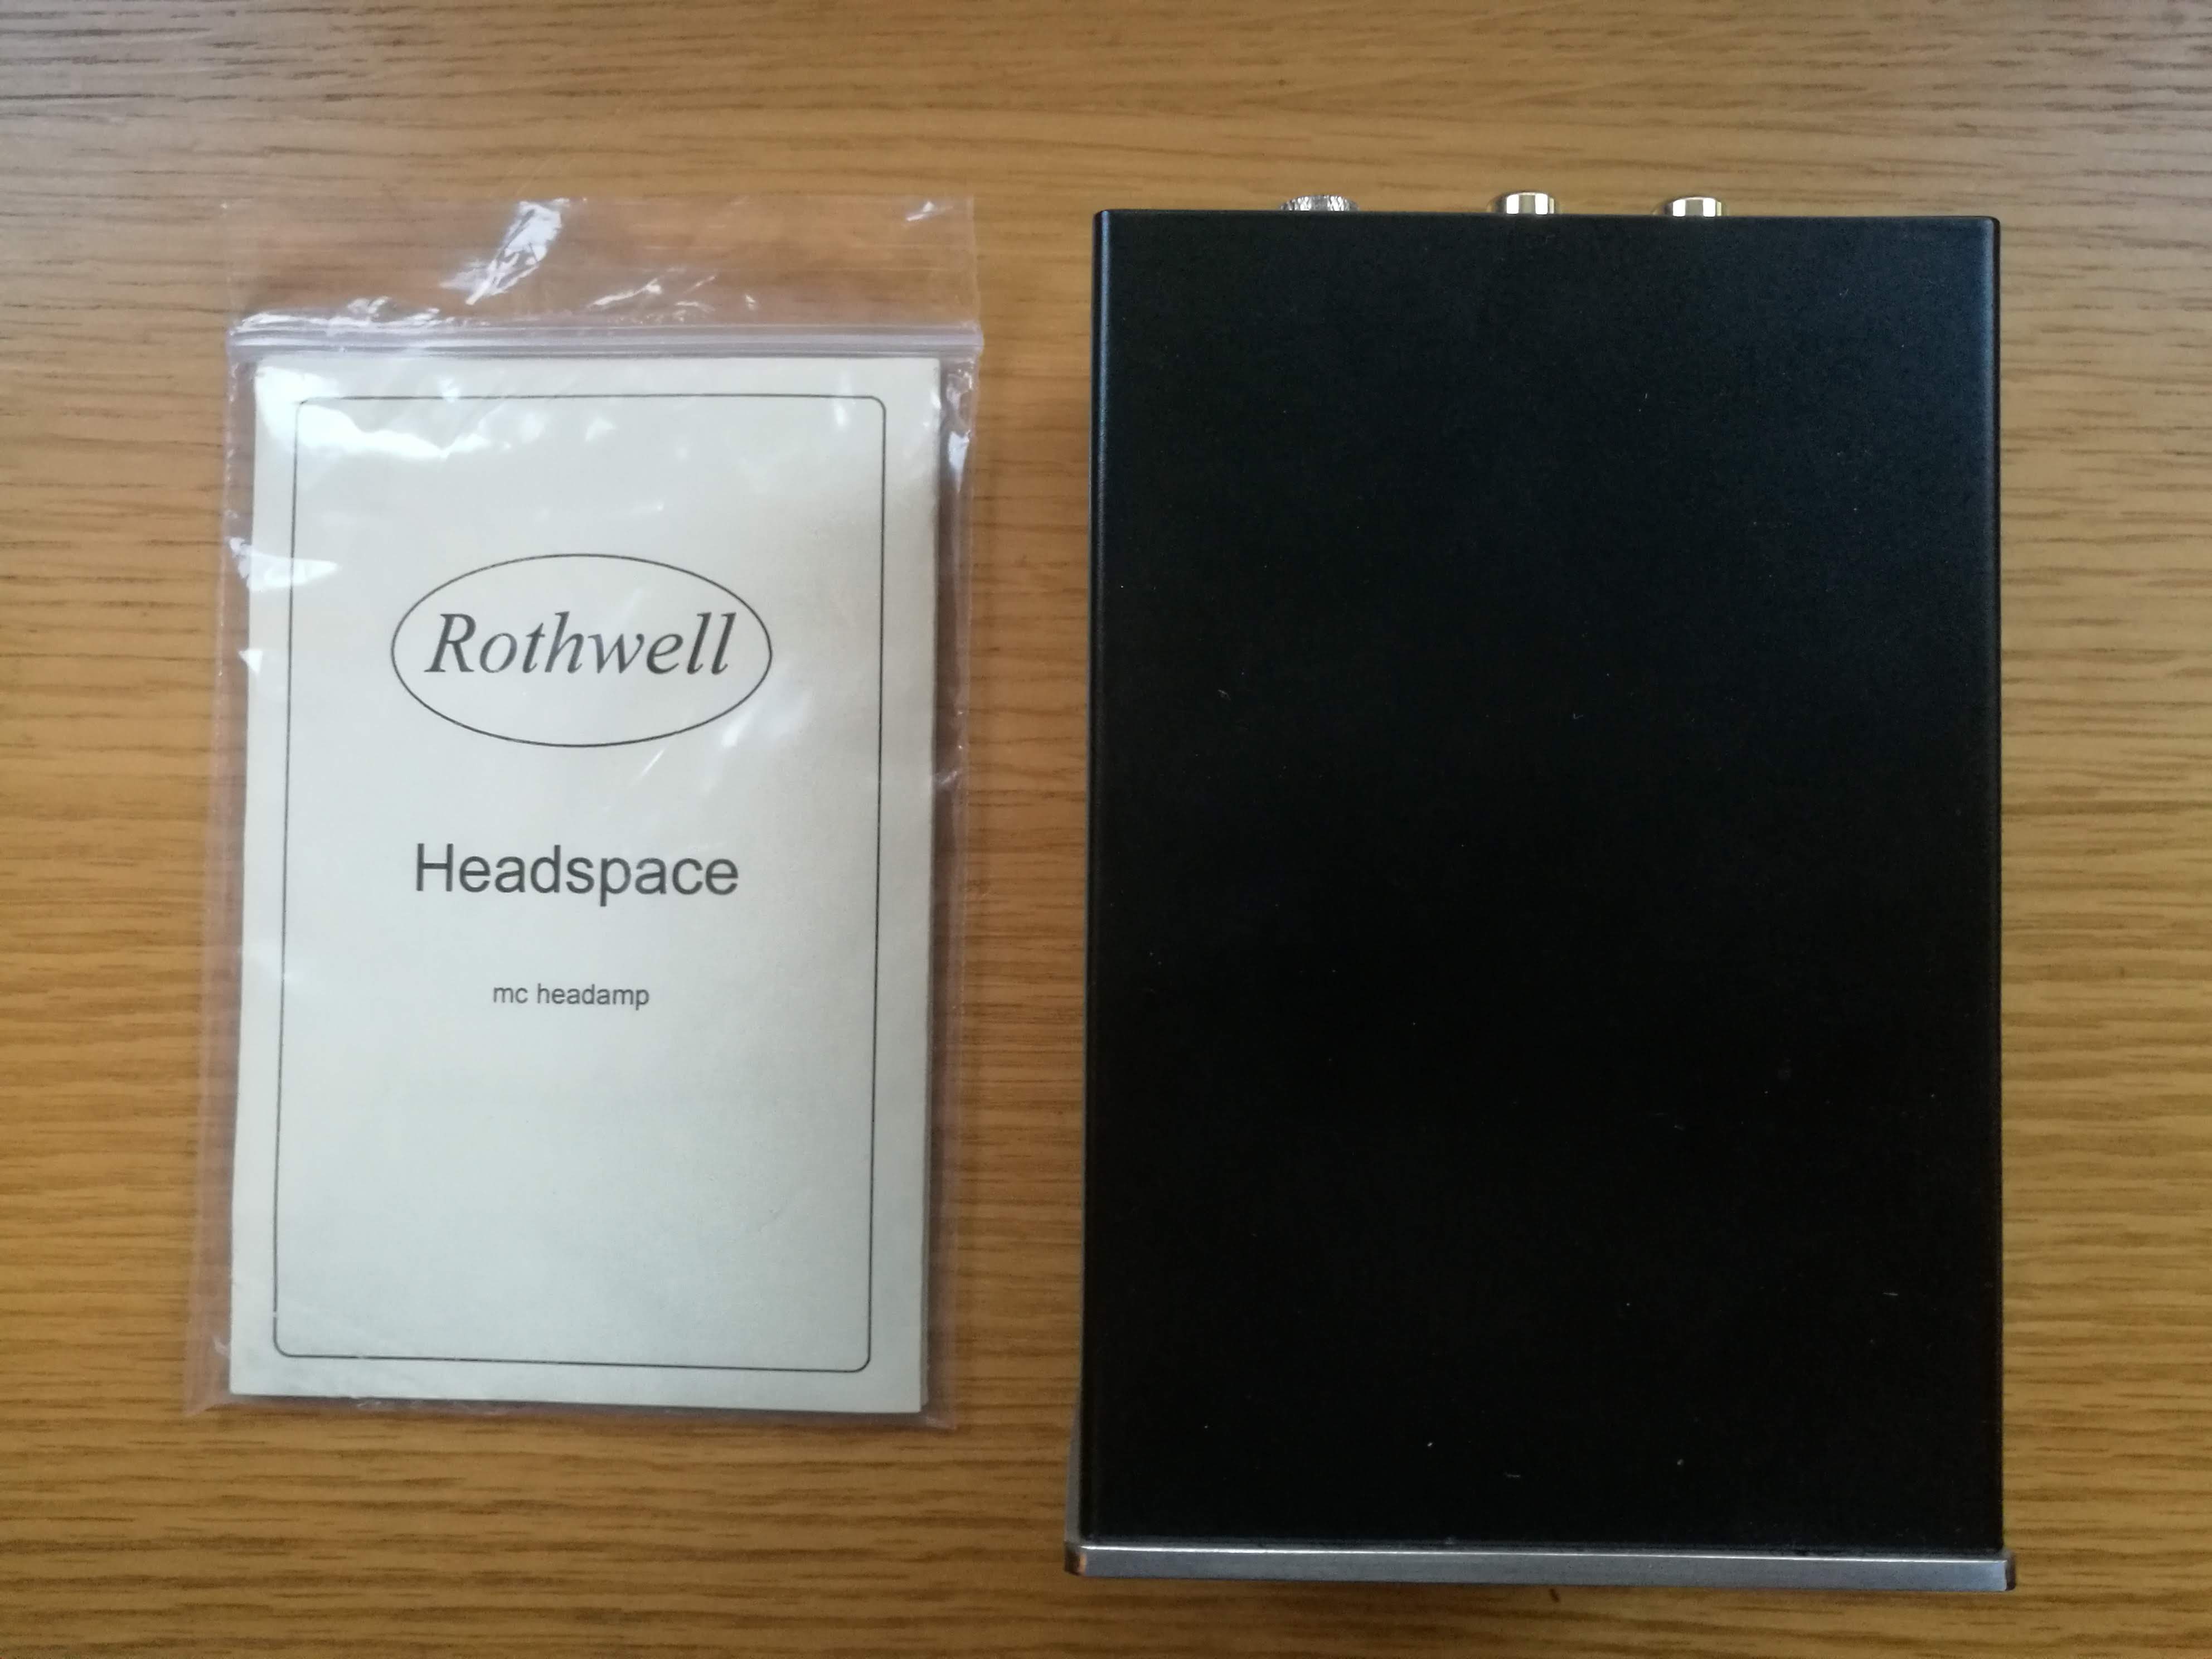 Rothwell
Headspace
mc headamp